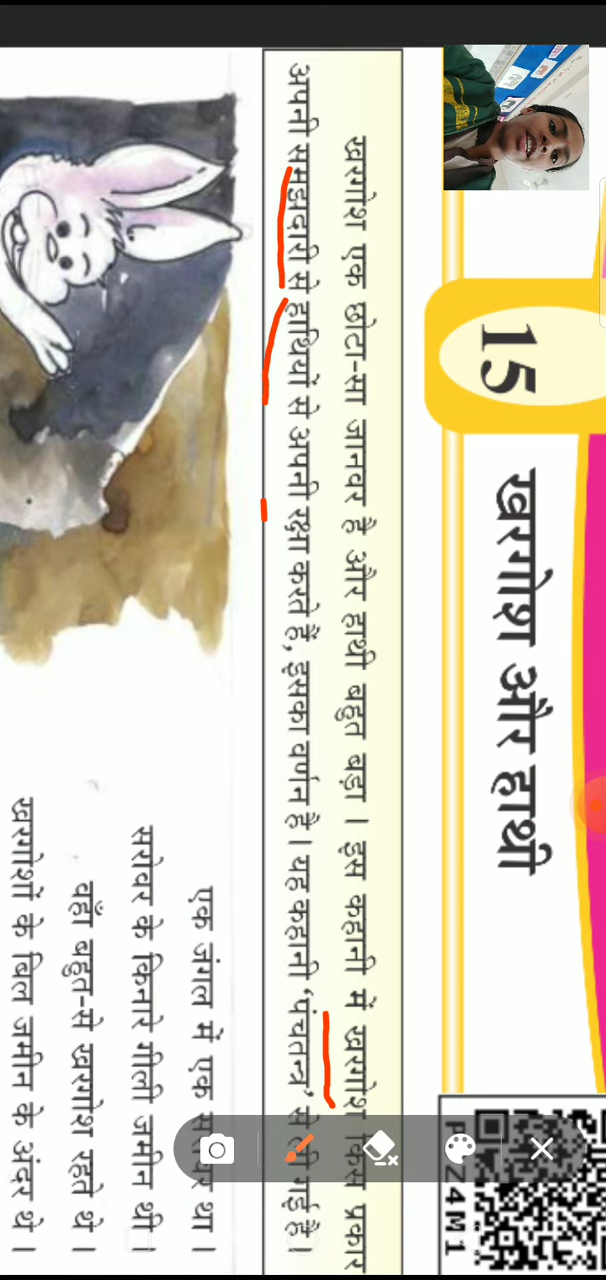 15
खरगोश और हाथी
खरगोश एक छोटा-सा जानवर है और हाथी बहुत बड़ा। इस कहानी में खरगोश किस प्रकार
अपनी समझदारी से हाथियों से अपनी रक्षा करते हैं, इसका वर्णन है। यह कहानी 'पंचतन्त्र' से ली गई है।
एक जंगल में एक था।
सरोवर के किनारे गीली जमीन थी।
वहाँ बहुत-से खरगोश रहते थे।
खरगोशों के बिल जमीन के अंदर थे।
Z4M1